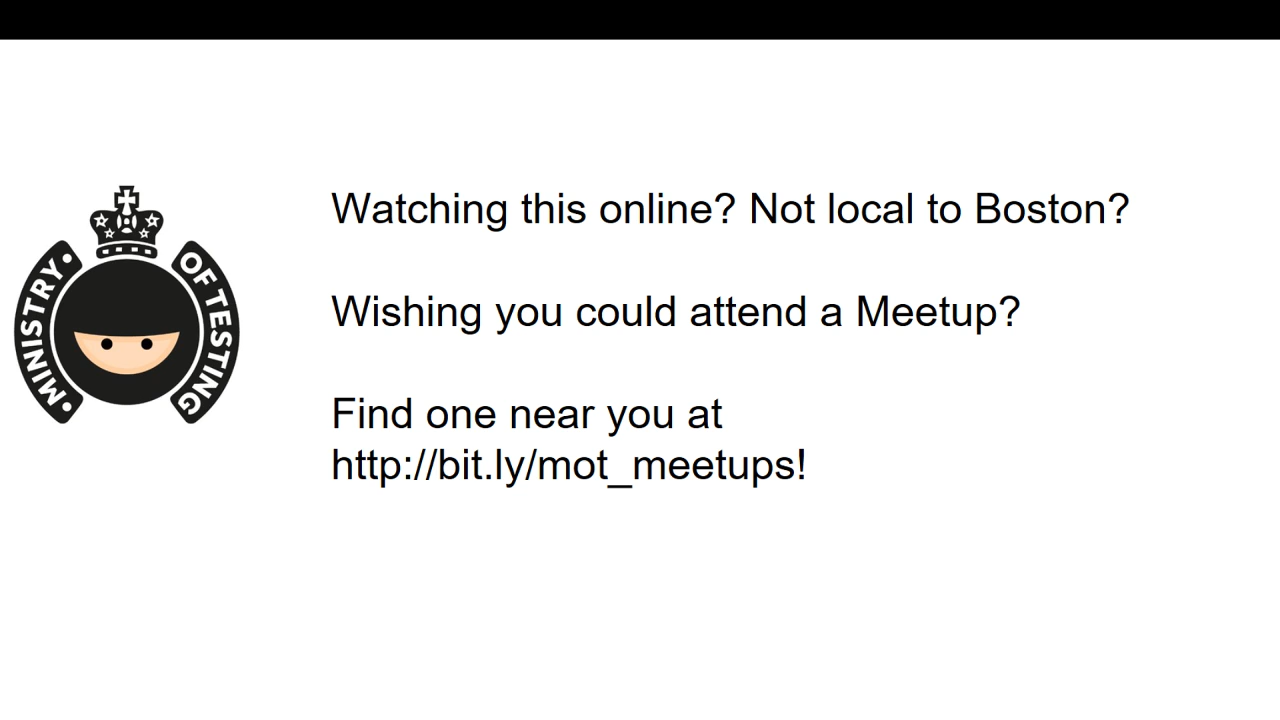 MINISTRY
OF TESTING
Watching this online? Not local to Boston?
Wishing you could attend a Meetup?
Find one near you at
http://bit.ly/mot_meetups!